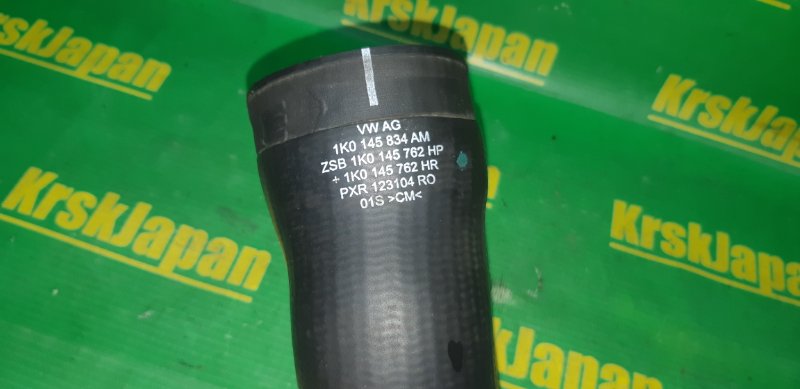 KrskJapan
KrskJapan
KrskJapan
KrskJapan
VW AG
1K0 145 834 AM
ZSB 1K0 145 762 HP
+ 1K0 145 762 HR
PXR 123104 RO
01S >CM<
KrskJapan
KrskJapan
KrskJapan